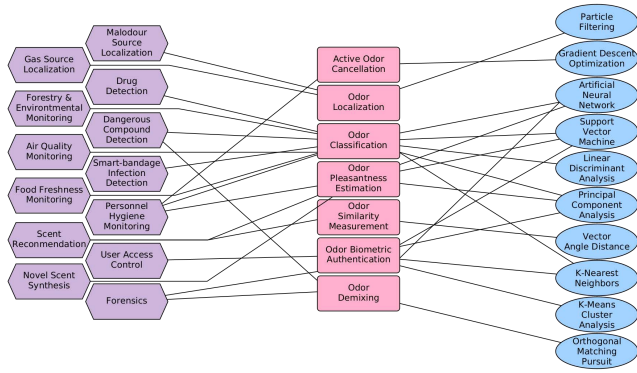 Malodour
Source
Localization
Gas Source
Localization
Drug
Detection
Forestry &
Environtmental
Monitoring
Dangerous
Compound
Detection
Air Quality
Monitoring
Smart-bandage
Infection
Detection
Food Freshness
Monitoring
Personnel
Hygiene
Monitoring
Scent
Recommendation
User Access
Control
Novel Scent
Synthesis
Forensics
Active Odor
Cancellation
Odor
Localization
Odor
Classification
Odor
Pleasantness
Estimation
Odor
Similarity
Measurement
Odor Biometric
Authentication
Odor
Demixing
Particle
Filtering
Gradient Descent
Optimization
Artificial
Neural
Network
Support
Vector
Machine
Linear
Discriminant
Analysis
Principal
Component
Analysis
Vector
Angle Distance
K-Nearest
Neighbors
K-Means
Cluster
Analysis
Orthogonal
Matching
Pursuit